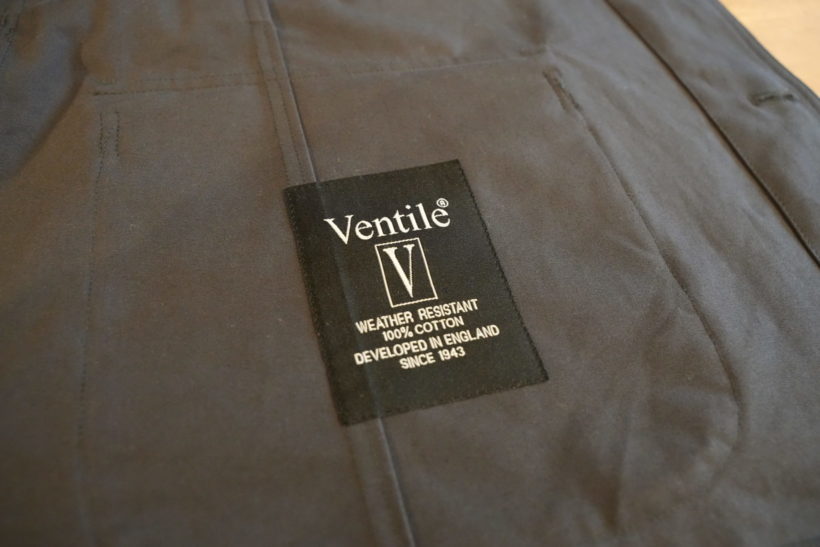 Ventile®
V
WEATHER RESISTANT
100% COTTON
DEVELOPED IN ENGLAND
SINCE 1943